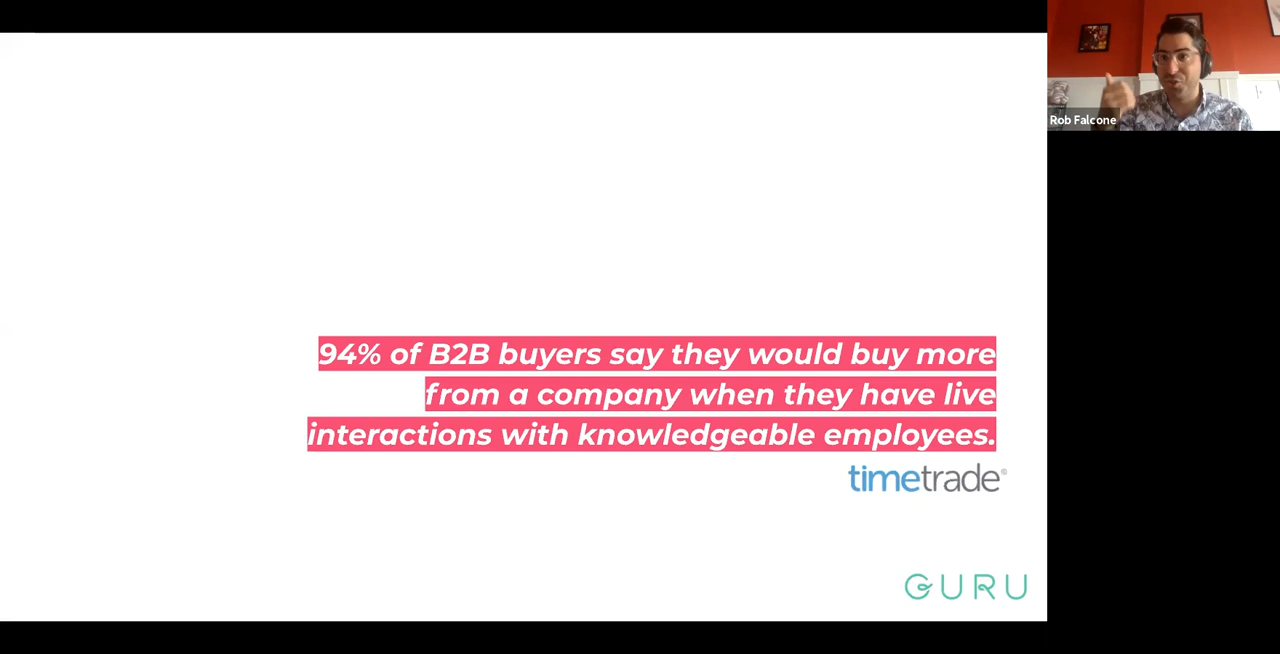 Rob Falcone
94% of B2B buyers say they would buy more
from a company when they have live
interactions with knowledgeable employees.
timetrade®
GURU